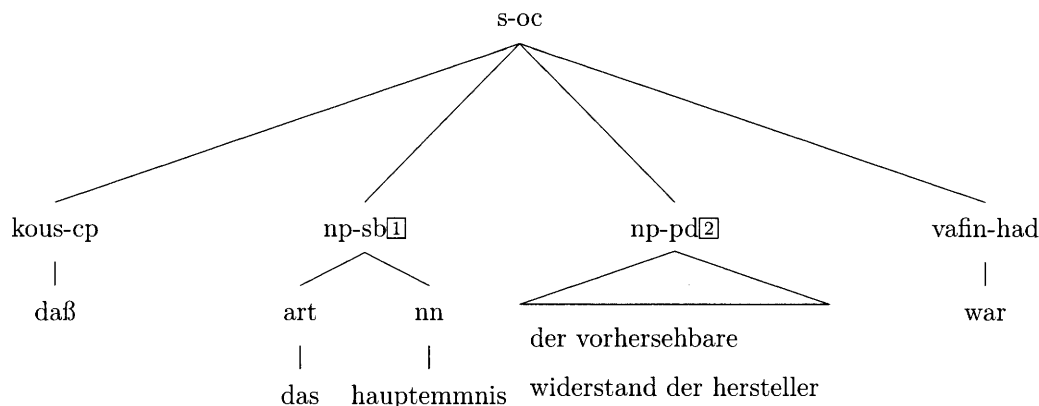 s-oc
kous-cp np-sb1 np-pd2 vafin-had
daß art nn war
der vorhersehbare
das hauptemmnis widerstand der hersteller